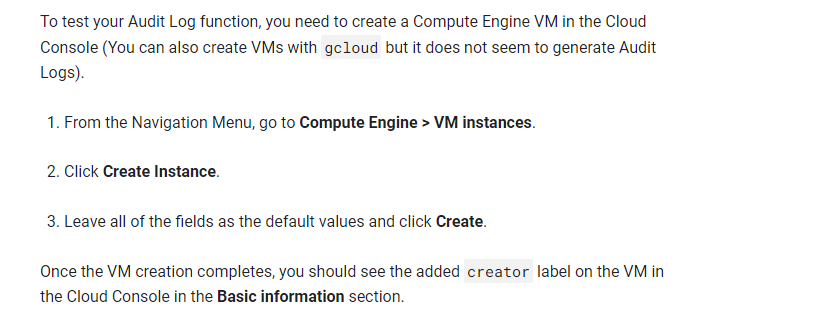 To test your Audit Log function, you need to create a Compute Engine VM in the Cloud
Console (You can also create VMs with gcloud but it does not seem to generate Audit
Logs).
1. From the Navigation Menu, go to Compute Engine > VM instances.
2. Click Create Instance.
3. Leave all of the fields as the default values and click Create.
Once the VM creation completes, you should see the added creator label on the VM in
the Cloud Console in the Basic information section.